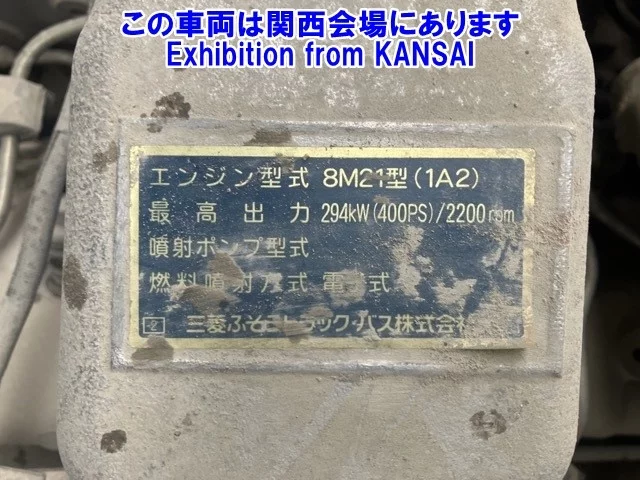 この車両は関西会場にあります
Exhibition from KANSAI
エンジン型式 8M21型(1A2)
最高出力 294kW(400PS)/2200rpm
噴射ポンプ型式
燃料噴射方式 電子式
三菱ふそうトラック・バス株式会社